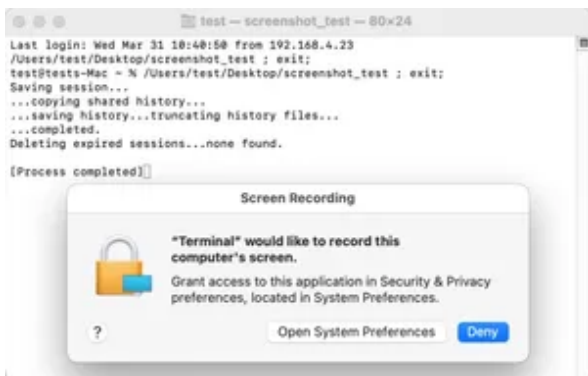 test — screenshot_test — 80×24
Last login: Wed Mar 31 10:40:50 from 192.168.4.23
/Users/test/Desktop/screenshot_test ; exit;
test@tests-Mac ~ % /Users/test/Desktop/screenshot_test ; exit;
Saving session...
...copying shared history...
...saving history...truncating history files...
...completed.
Deleting expired sessions...none found.
[Process completed]
Screen Recording
"Terminal" would like to record this
computer's screen.
Grant access to this application in Security & Privacy
preferences, located in System Preferences.
?
Open System Preferences
Deny